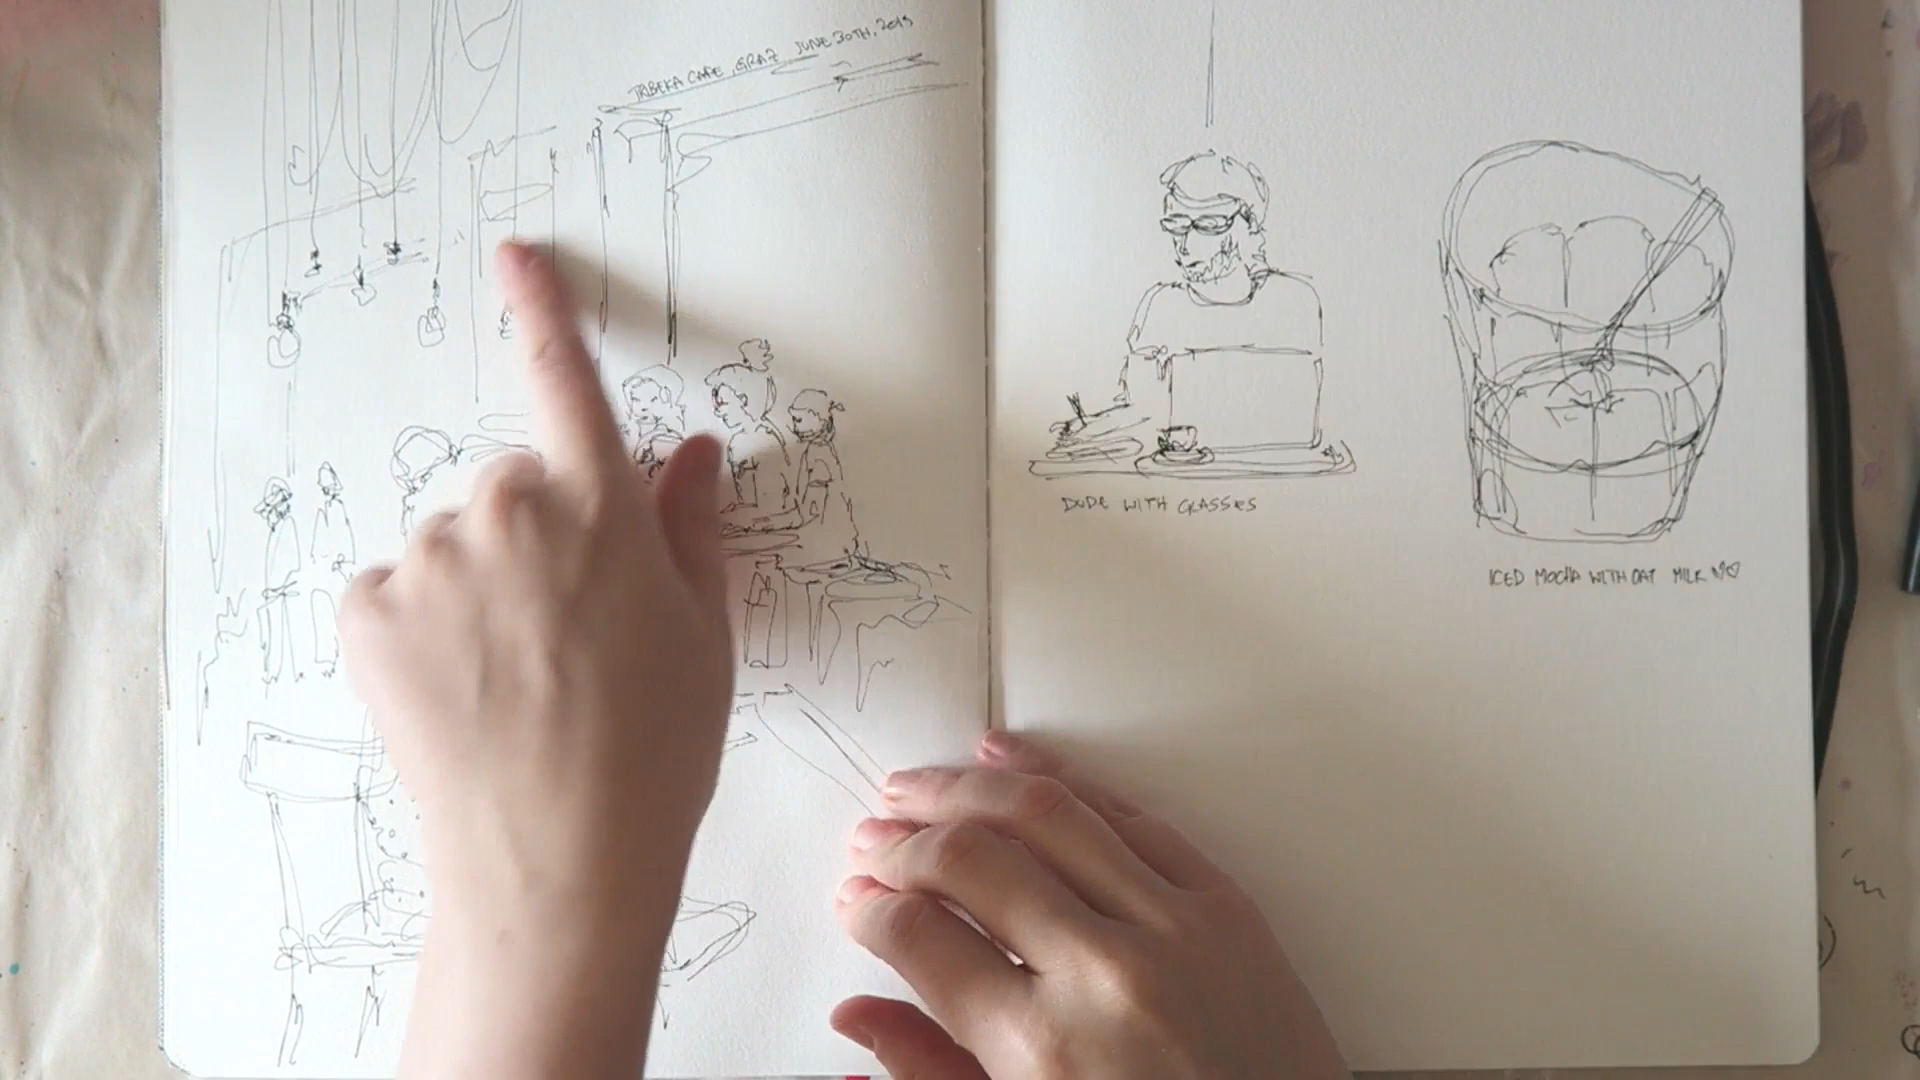 TRIBEKA CAFE, GRAZ JUNE 30TH, 2019
DUDE WITH GLASSES
ICED MOCHA WITH OAT MILK